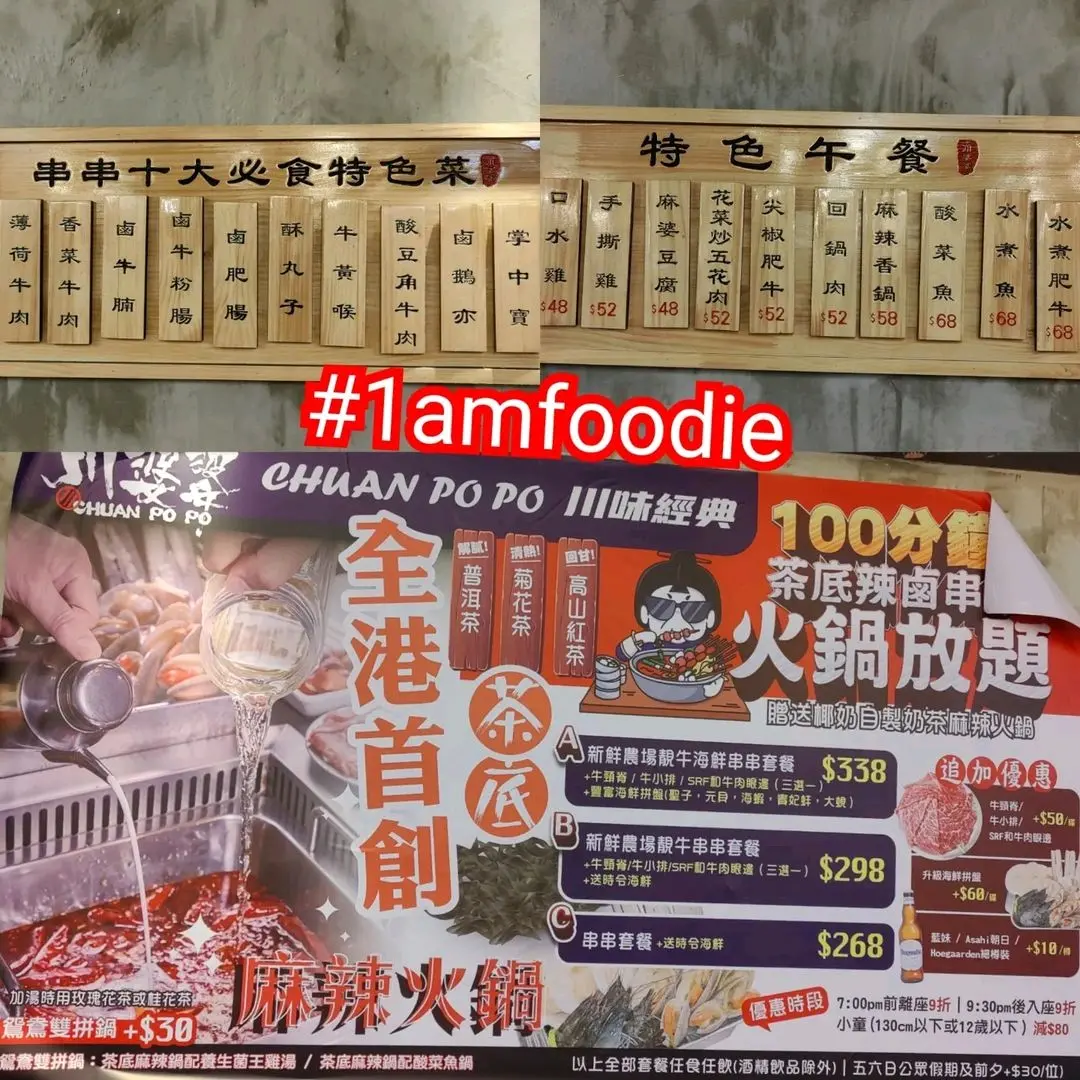 串串十大必食特色菜
薄荷牛肉
香菜牛肉
鹵牛腩
鹵牛粉腸
鹵肥腸
酥丸子
牛黃喉
酸豆角牛肉
鹵鵝亦
掌中寶
特色午餐
口水雞 $48
手撕雞 $52
麻婆豆腐 $48
花菜炒五花肉 $52
尖椒肥牛 $52
回鍋肉 $52
麻辣香鍋 $58
酸菜魚 $68
水煮魚 $68
水煮肥牛 $68
#1amfoodie
川婆婆
CHUAN PO PO
CHUAN PO PO 川味經典
全港首創
解膩!
普洱茶
清熱!
菊花茶
回甘!
高山紅茶
茶底
麻辣火鍋
100分鐘
茶底辣鹵串
火鍋放題
贈送椰奶自製奶茶麻辣火鍋
A 新鮮農場靚牛海鮮串串套餐 $338
+牛頸脊/牛小排/SRF和牛肉眼邊(三選一)
+豐富海鮮拼盤(聖子,元貝,海蝦,貴妃蚌,大蜆)
B 新鮮農場靚牛串串套餐 $298
+牛頸脊/牛小排/SRF和牛肉眼邊(三選一)
+送時令海鮮
C 串串套餐 +送時令海鮮 $268
追加優惠
牛頸脊/
牛小排/ +$50/碟
SRF和牛眼邊
升級海鮮拼盤
+$60/碟
藍妹 / Asahi朝日 /
Hoegaarden細樽裝 +$10/樽
加湯時用玫瑰花茶或桂花茶
鴛鴦雙拼鍋 +$30
優惠時段
7:00pm前離座9折 | 9:30pm後入座9折
小童(130cm以下或12歲以下)減$80
鴛鴦雙拼鍋:茶底麻辣鍋配養生菌王雞湯 / 茶底麻辣鍋配酸菜魚鍋
以上全部套餐任食任飲(酒精飲品除外) | 五六日公眾假期及前夕+$30/位)